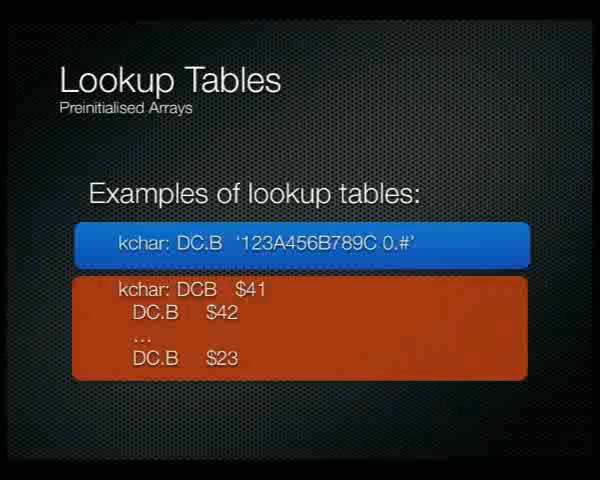 Lookup Tables
Preinitialised Arrays
Examples of lookup tables:
kchar: DC.B ‘123A456B789C 0.#’
kchar: DCB $41
DC.B $42
...
DC.B $23